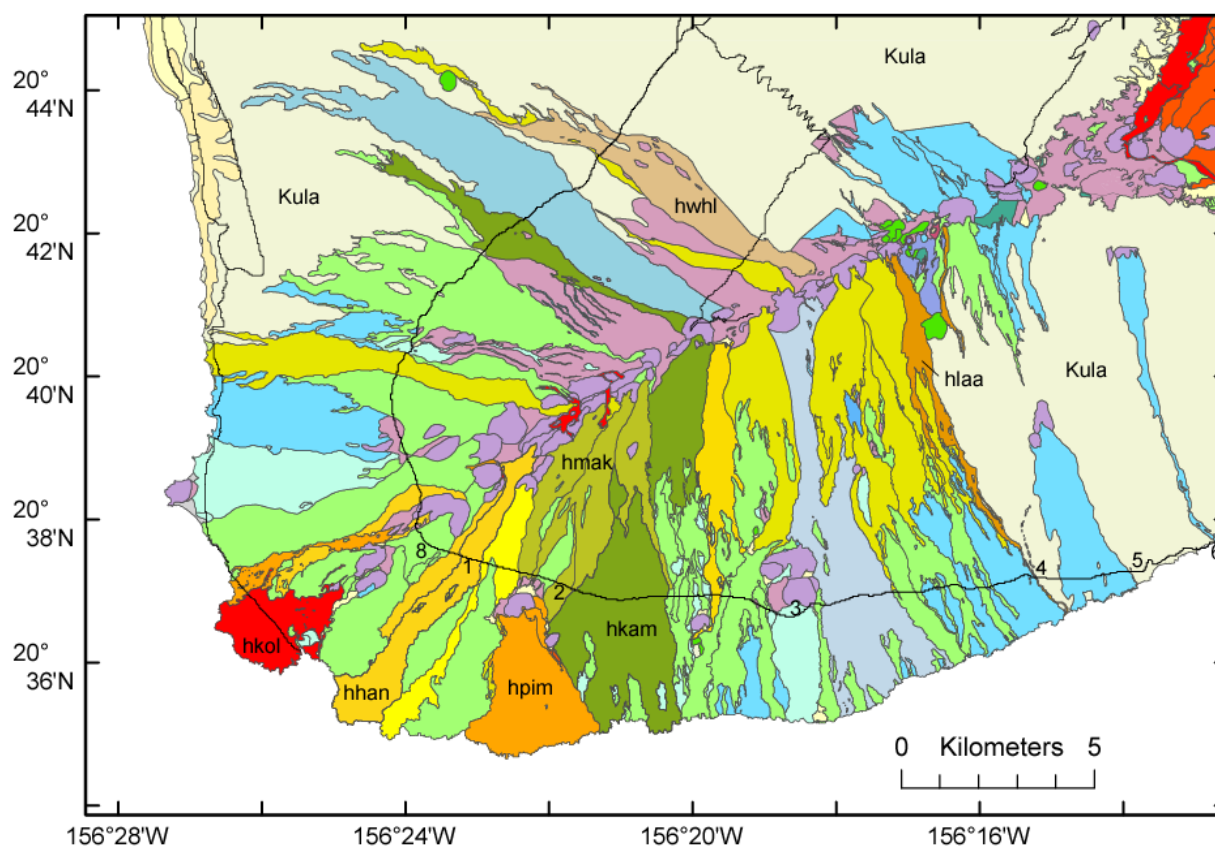 20°
44'N
Kula
Kula
Kula
hwhl
20°
42'N
20°
40'N
hlaa
Kula
hmak
20°
38'N
8
1
2
3
4
5
hkam
hkol
hhan
hpim
20°
36'N
0 Kilometers 5
156°28'W
156°24'W
156°20'W
156°16'W